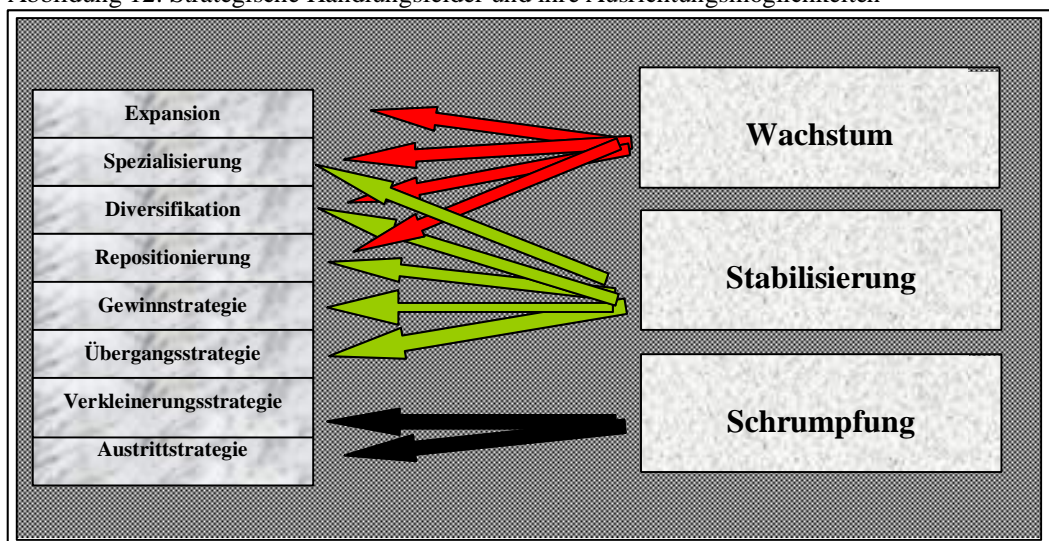 Abbildung 12: Strategische Handlungsfelder und ihre Ausrichtungsmöglichkeiten
Expansion
Spezialisierung
Diversifikation
Repositionierung
Gewinnstrategie
Übergangsstrategie
Verkleinerungsstrategie
Austrittstrategie
Wachstum
Stabilisierung
Schrumpfung